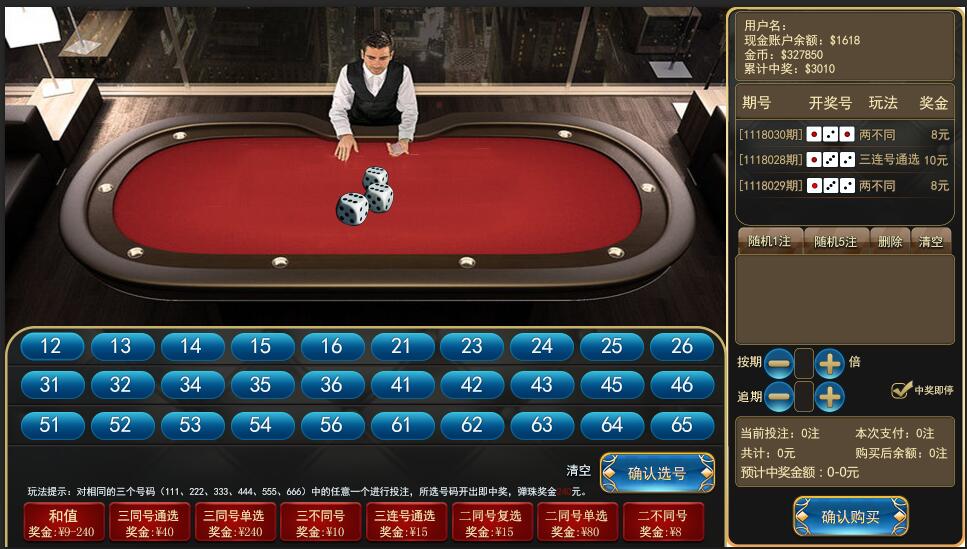 用户名：
现金账户余额：$1618
金币：$327850
累计中奖：$3010
期号 开奖号 玩法 奖金
[1118030期] 两不同 8元
[1118028期] 三连号通选 10元
[1118029期] 两不同 8元
随机1注 随机5注 删除 清空
按期 倍
追期 中奖即停
当前投注：0注 本次支付：0注
共计：0元 购买后余额：0注
预计中奖金额：0-0元
确认购买
12 13 14 15 16 21 23 24 25 26
31 32 34 35 36 41 42 43 45 46
51 52 53 54 56 61 62 63 64 65
清空 确认选号
玩法提示：对相同的三个号码（111、222、333、444、555、666）中的任意一个进行投注，所选号码开出即中奖，弹珠奖金240元。
和值 三同号通选 三同号单选 三不同号 三连号通选 二同号复选 二同号单选 二不同号
奖金:¥9-240 奖金:¥40 奖金:¥240 奖金:¥10 奖金:¥15 奖金:¥15 奖金:¥80 奖金:¥8